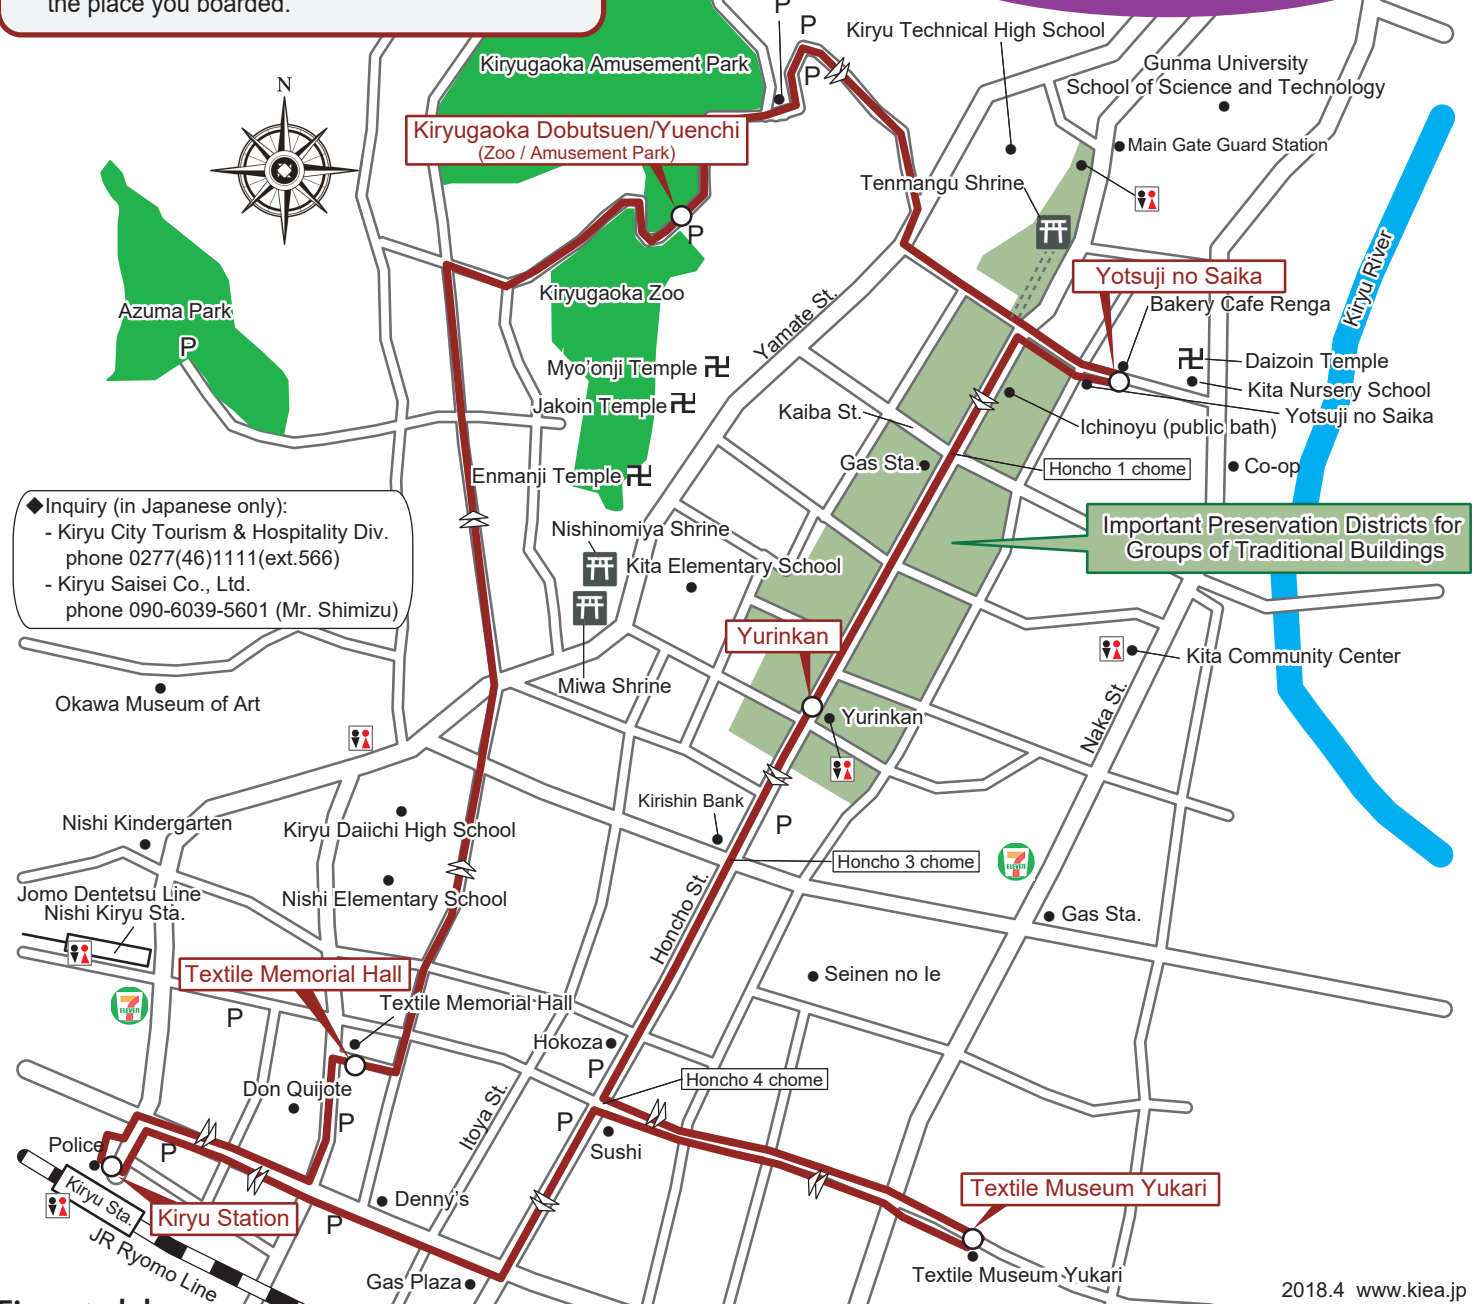 the place you boarded.
P
P
P
Kiryu Technical High School
Gunma University
School of Science and Technology
Main Gate Guard Station
Kiryugaoka Amusement Park
N
Kiryugaoka Dobutsuen/Yuenchi
(Zoo / Amusement Park)
Tenmangu Shrine
P
Kiryugaoka Zoo
Azuma Park
P
Yamate St.
Yotsuji no Saika
Bakery Cafe Renga
Kiryu River
Daizoin Temple
Kita Nursery School
Yotsuji no Saika
Myo'onji Temple
Jakoin Temple
Kaiba St.
Ichinoyu (public bath)
Gas Sta.
Honcho 1 chome
Co-op
Enmanji Temple
◆Inquiry (in Japanese only):
- Kiryu City Tourism & Hospitality Div.
phone 0277(46)1111(ext.566)
- Kiryu Saisei Co., Ltd.
phone 090-6039-5601 (Mr. Shimizu)
Important Preservation Districts for
Groups of Traditional Buildings
Nishinomiya Shrine
Kita Elementary School
Yurinkan
Kita Community Center
Miwa Shrine
Okawa Museum of Art
Yurinkan
Naka St.
Kirishin Bank
P
Nishi Kindergarten
Kiryu Daiichi High School
Honcho 3 chome
7
ELEVEN
Nishi Elementary School
Jomo Dentetsu Line
Nishi Kiryu Sta.
Gas Sta.
Honcho St.
Textile Memorial Hall
Seinen no Ie
Textile Memorial Hall
7
ELEVEN
P
Hokoza
P
Honcho 4 chome
Don Quijote
P
Itoya St.
P
Sushi
Police
P
Kiryu Sta.
Kiryu Station
Denny's
P
Textile Museum Yukari
JR Ryomo Line
Gas Plaza
Textile Museum Yukari
2018.4 www.kiea.jp